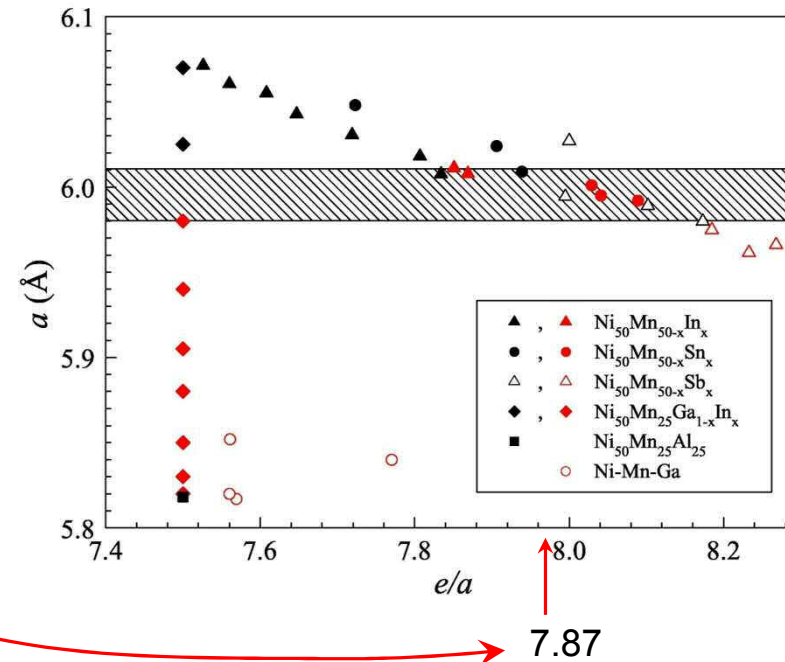 6.1
6.0
5.9
5.8
a (Å)
7.4 7.6 7.8 8.0 8.2
e/a
▲ , ▲ Ni₅₀Mn₅₀₋ₓInₓ
● , ● Ni₅₀Mn₅₀₋ₓSnₓ
△ , △ Ni₅₀Mn₅₀₋ₓSbₓ
◆ , ◆ Ni₅₀Mn₂₅Ga₁₋ₓInₓ
■ Ni₅₀Mn₂₅Al₂₅
○ Ni-Mn-Ga
7.87